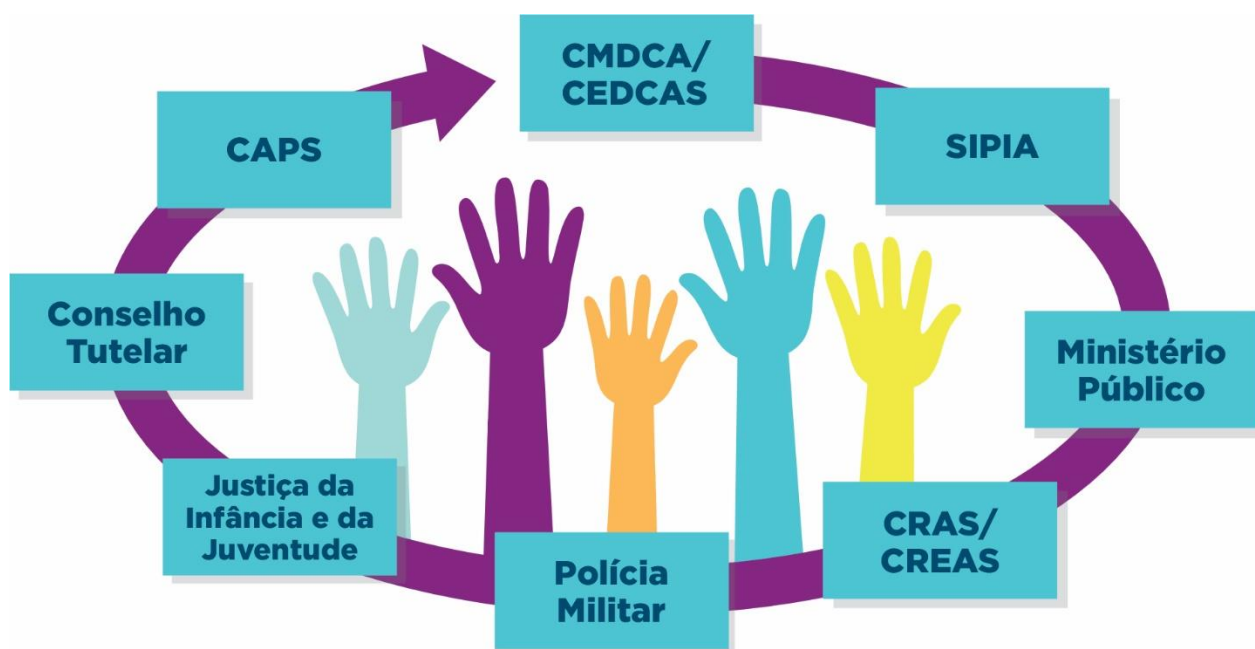 CMDCA/
CEDCAS
SIPIA
Ministério
Público
CRAS/
CREAS
Polícia
Militar
Justiça da
Infância e da
Juventude
Conselho
Tutelar
CAPS